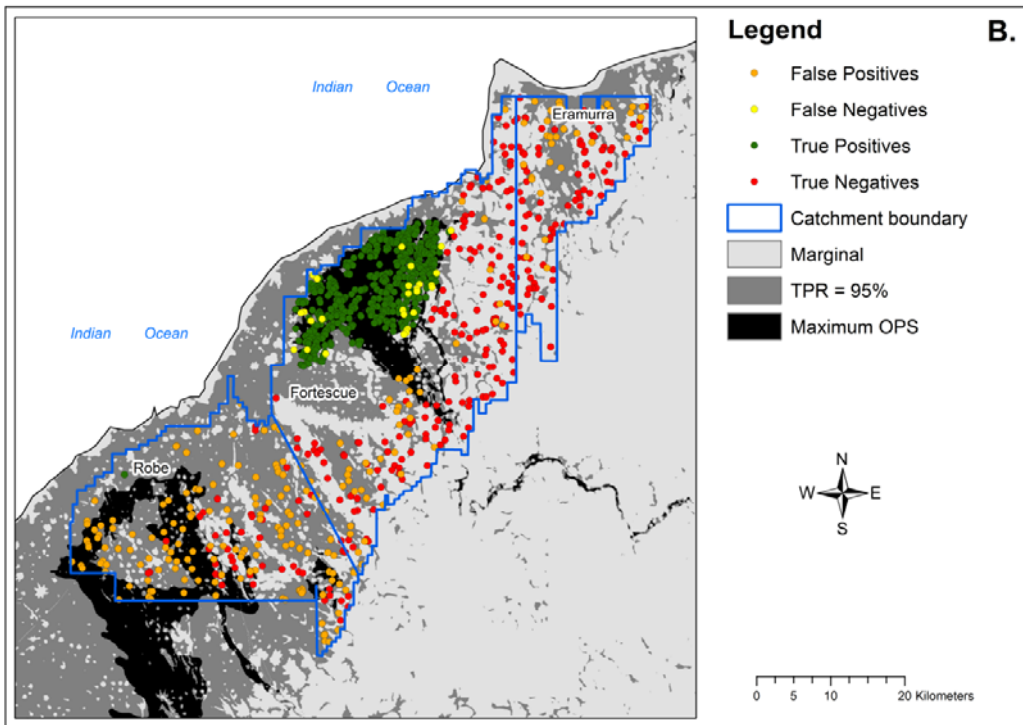 Legend
B.
False Positives
False Negatives
True Positives
True Negatives
Catchment boundary
Marginal
TPR = 95%
Maximum OPS
Indian Ocean
Eramurra
Indian Ocean
Fortescue
Robe
N
W E
S
0 5 10 20 Kilometers